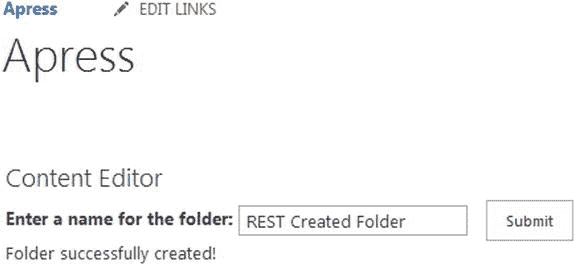 Apress EDIT LINKS
Apress
Content Editor
Enter a name for the folder: REST Created Folder Submit
Folder successfully created!